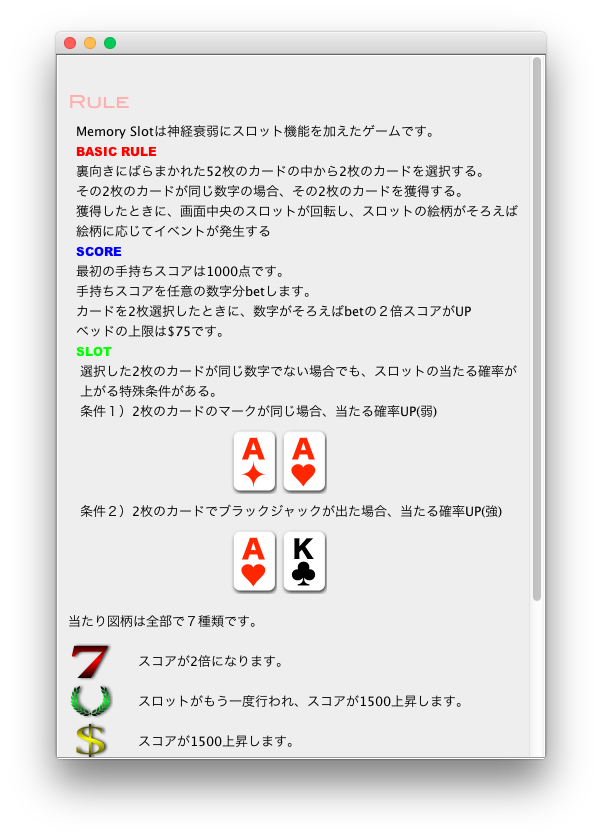 RULE
Memory Slotは神経衰弱にスロット機能を加えたゲームです。
BASIC RULE
裏向きにばらまかれた52枚のカードの中から2枚のカードを選択する。
その2枚のカードが同じ数字の場合、その2枚のカードを獲得する。
獲得したときに、画面中央のスロットが回転し、スロットの絵柄がそろえば
絵柄に応じてイベントが発生する
SCORE
最初の手持ちスコアは1000点です。
手持ちスコアを任意の数字分betします。
カードを2枚選択したときに、数字がそろえばbetの２倍スコアがUP
ベッドの上限は$75です。
SLOT
選択した2枚のカードが同じ数字でない場合でも、スロットの当たる確率が
上がる特殊条件がある。
条件１）2枚のカードのマークが同じ場合、当たる確率UP(弱)
A A
条件２）2枚のカードでブラックジャックが出た場合、当たる確率UP(強)
A K
当たり図柄は全部で７種類です。
7 スコアが2倍になります。
スロットがもう一度行われ、スコアが1500上昇します。
$ スコアが1500上昇します。